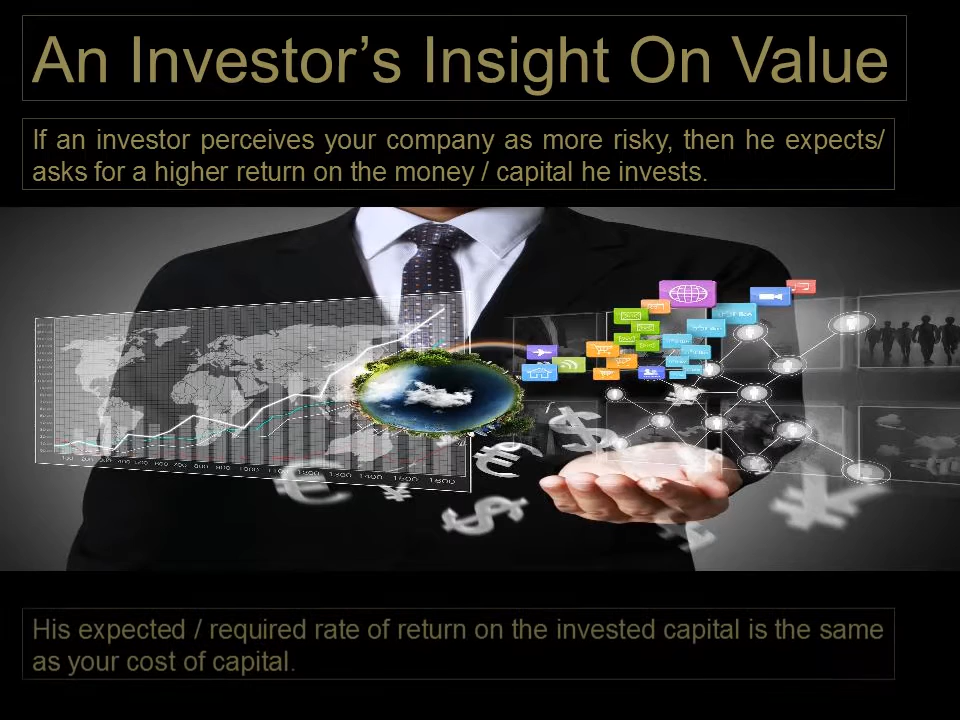 An Investor’s Insight On Value
If an investor perceives your company as more risky, then he expects/
asks for a higher return on the money / capital he invests.
His expected / required rate of return on the invested capital is the same
as your cost of capital.